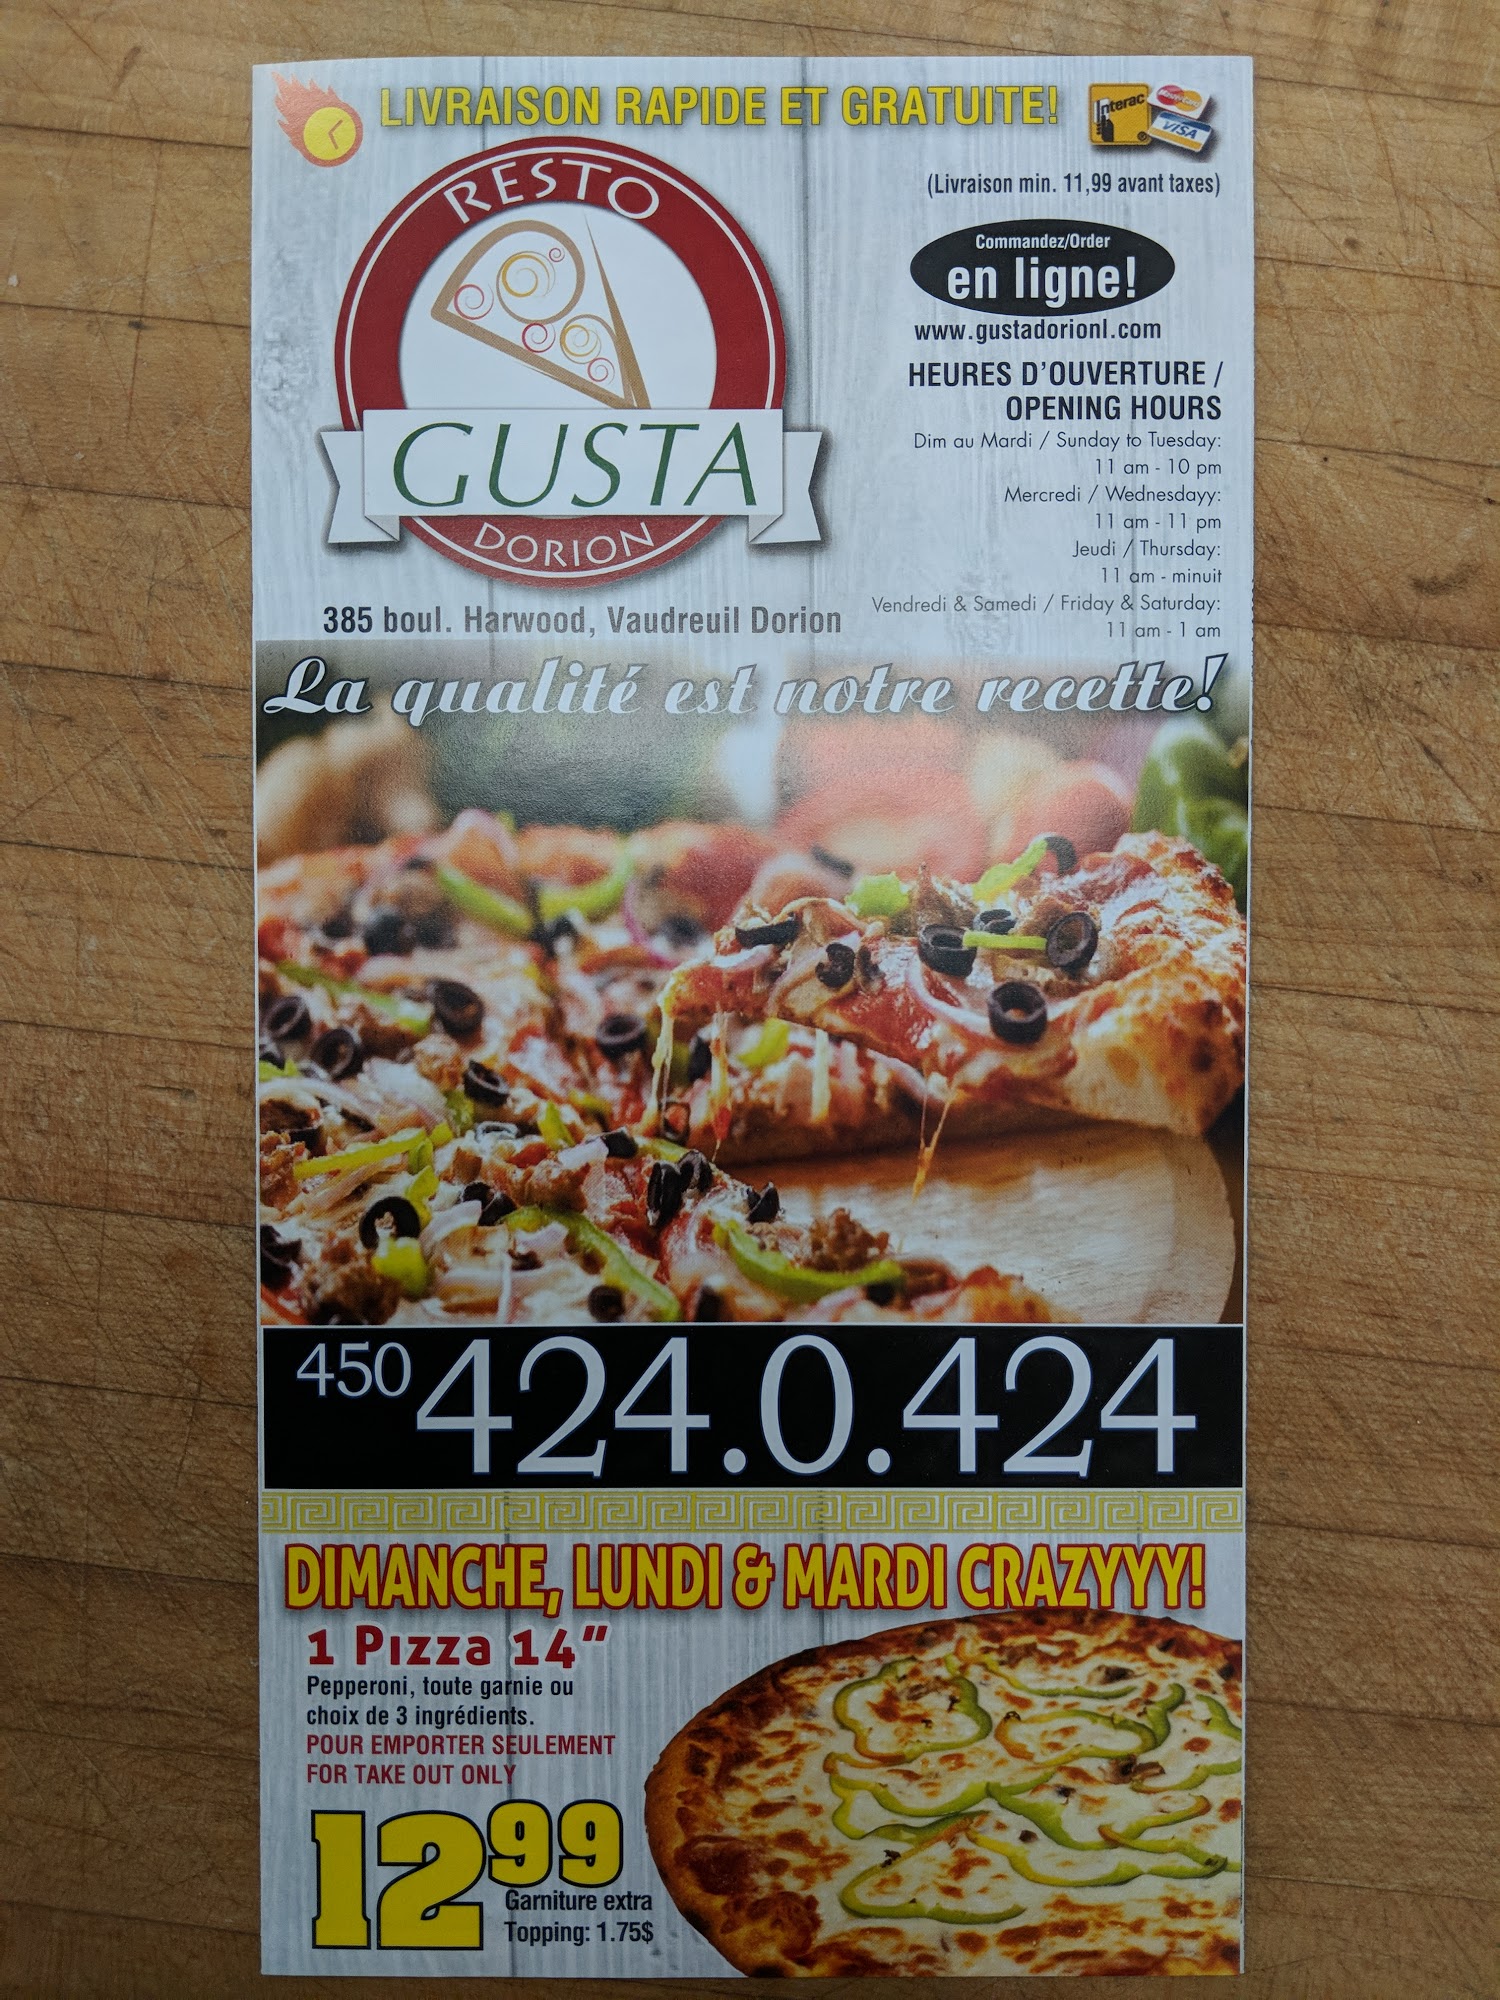 LIVRAISON RAPIDE ET GRATUITE!
Interac
MasterCard
VISA
(Livraison min. 11,99 avant taxes)
RESTO
GUSTA
DORION
385 boul. Harwood, Vaudreuil Dorion
Commandez/Order
en ligne!
www.gustadorionl.com
HEURES D'OUVERTURE /
OPENING HOURS
Dim au Mardi / Sunday to Tuesday:
11 am - 10 pm
Mercredi / Wednesdayy:
11 am - 11 pm
Jeudi / Thursday:
11 am - minuit
Vendredi & Samedi / Friday & Saturday:
11 am - 1 am
La qualité est notre recette!
450 424.0.424
DIMANCHE, LUNDI & MARDI CRAZYYY!
1 Pizza 14"
Pepperoni, toute garnie ou
choix de 3 ingrédients.
POUR EMPORTER SEULEMENT
FOR TAKE OUT ONLY
12 99
Garniture extra
Topping: 1.75$